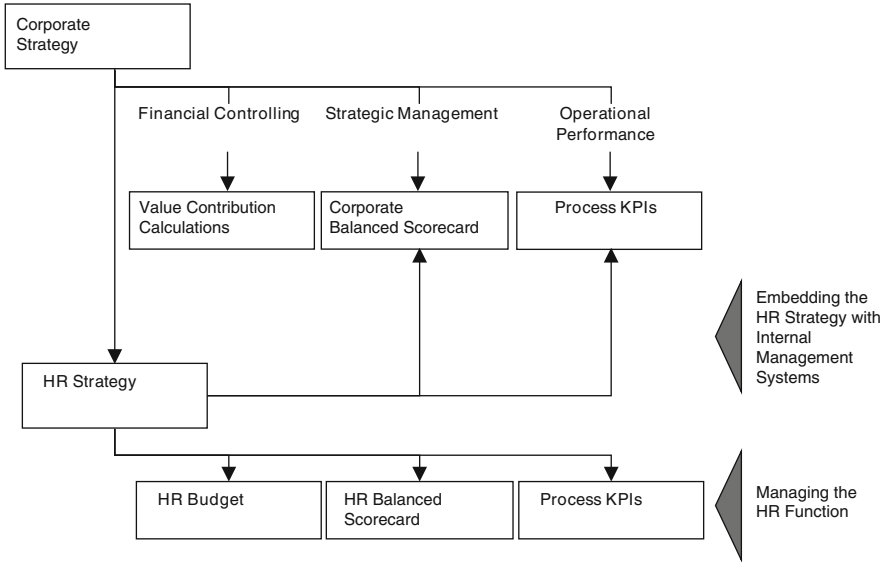 Corporate
Strategy
Financial Controlling
Strategic Management
Operational
Performance
Value Contribution
Calculations
Corporate
Balanced Scorecard
Process KPIs
Embedding the
HR Strategy with
Internal
Management
Systems
HR Strategy
HR Budget
HR Balanced
Scorecard
Process KPIs
Managing the
HR Function